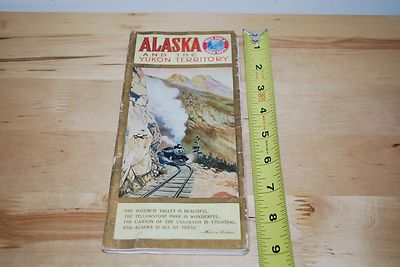 ALASKA
AND THE
YUKON TERRITORY
"THE YOSEMITE VALLEY IS BEAUTIFUL,
THE YELLOWSTONE PARK IS WONDERFUL,
THE CANYON OF THE COLORADO IS COLOSSAL,
AND ALASKA IS ALL OF THESE."
1
2
3
4
5
6
7
8
9